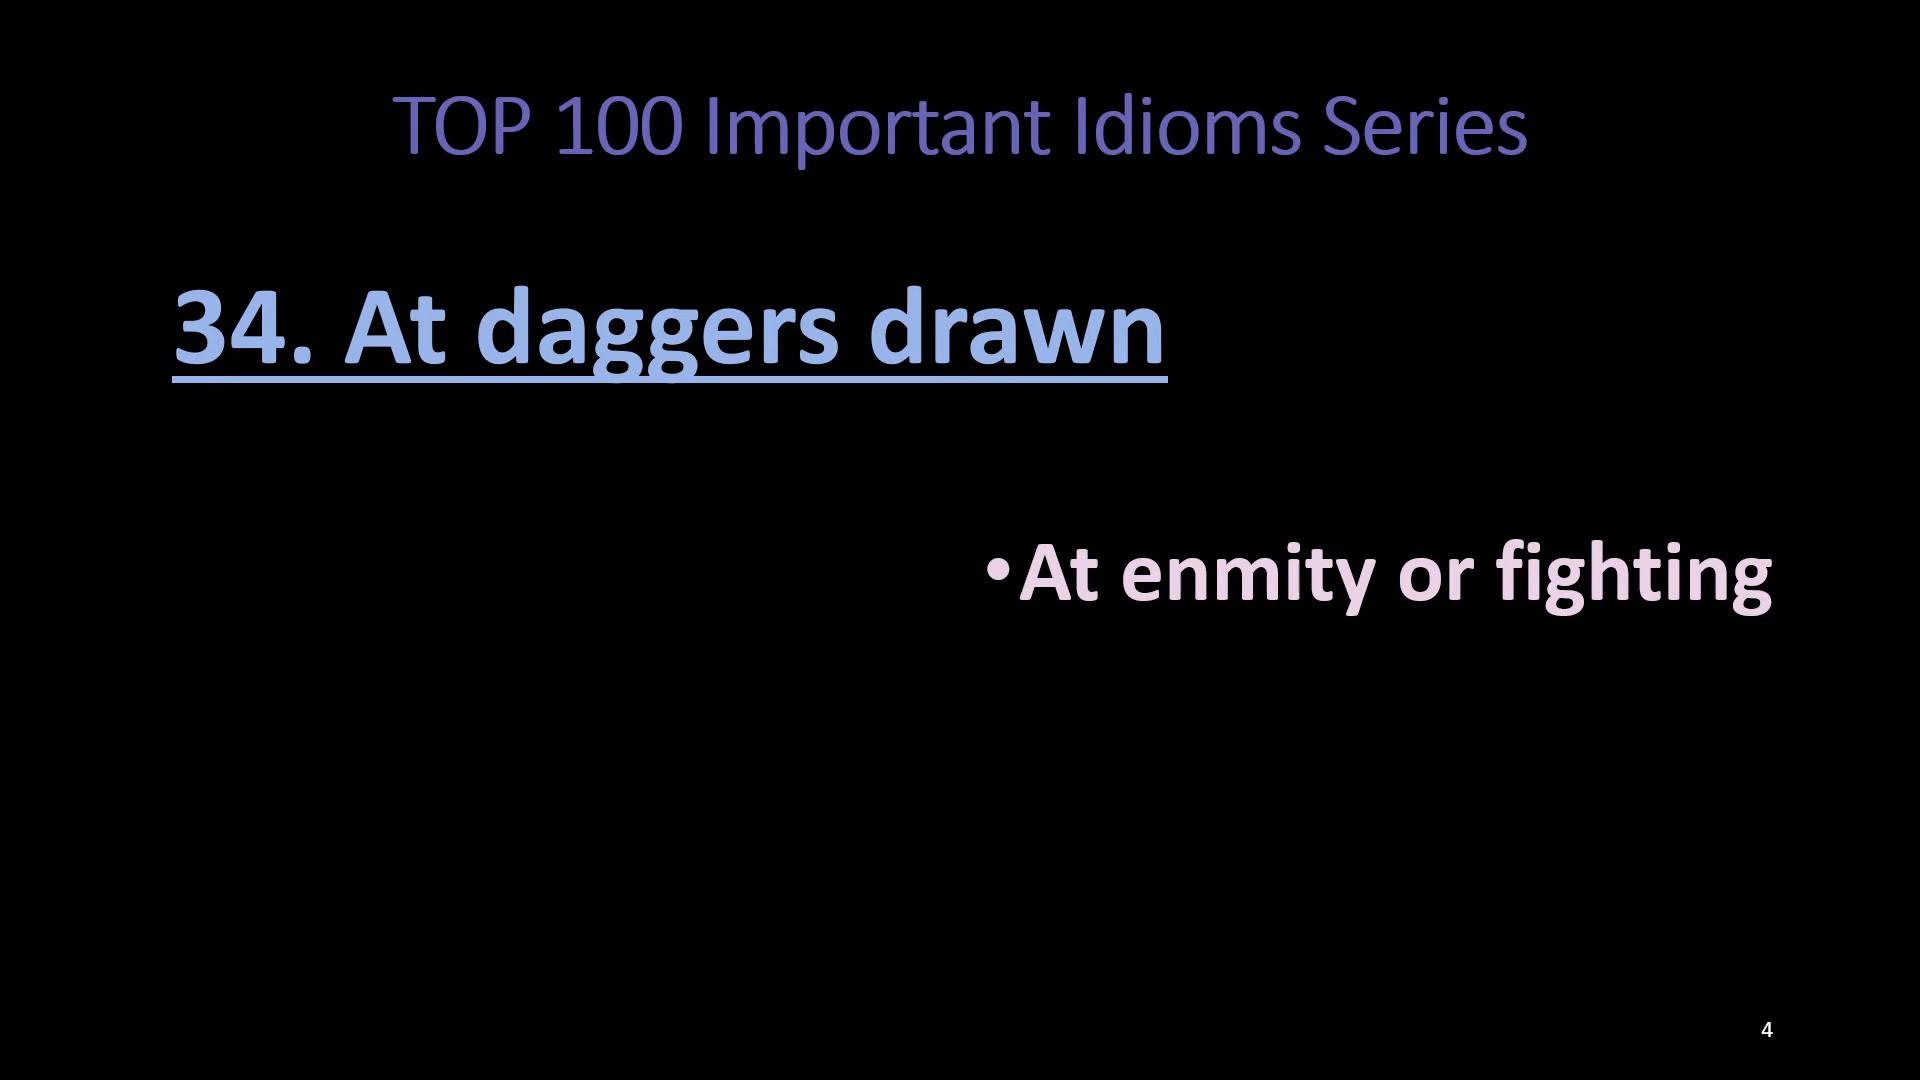 TOP 100 Important Idioms Series
34. At daggers drawn
•At enmity or fighting
4